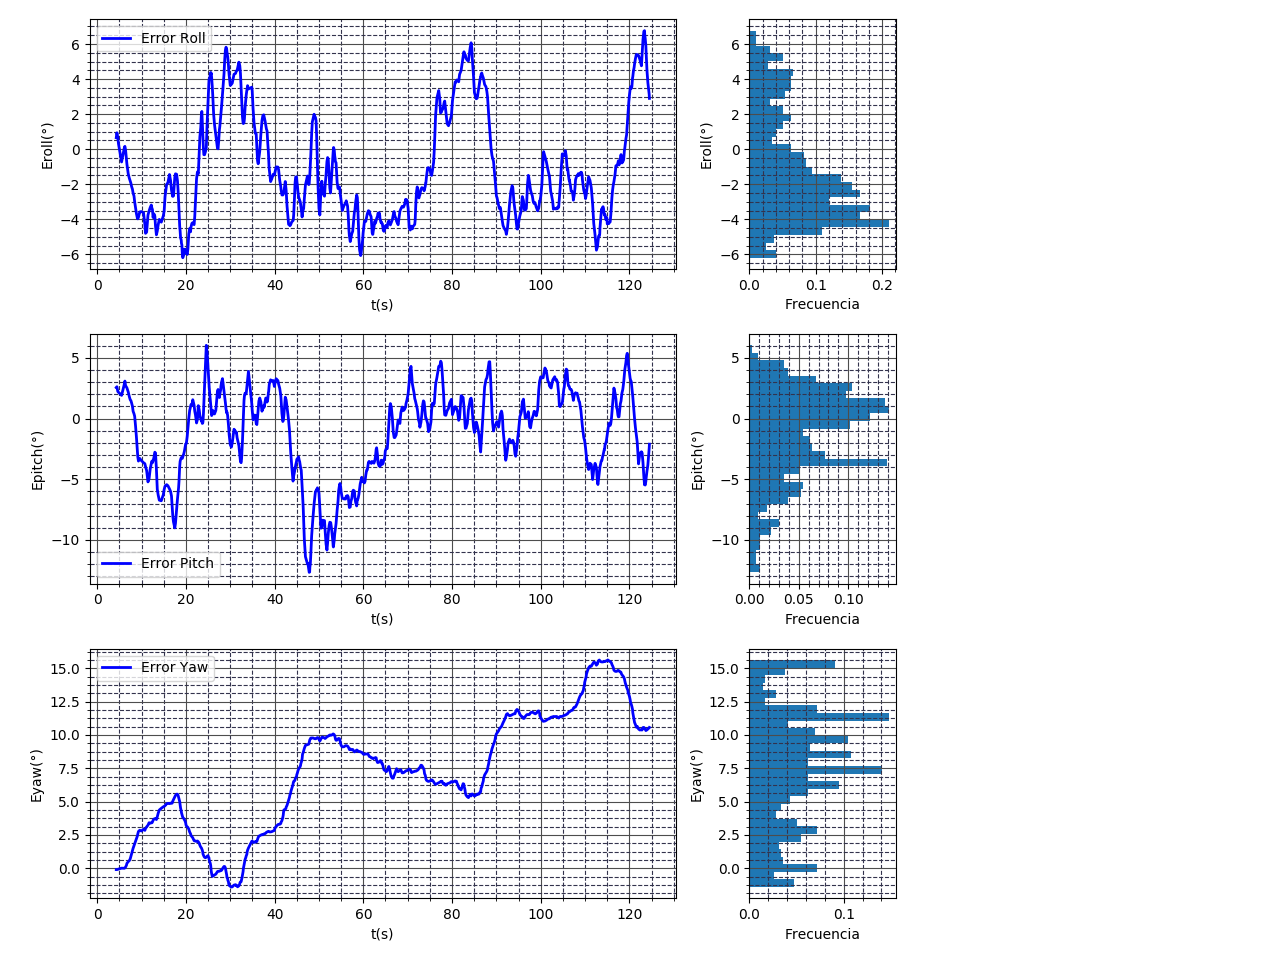 Error Roll
Eroll(°)
6
4
2
0
−2
−4
−6
0 20 40 60 80 100 120
t(s)
Eroll(°)
6
4
2
0
−2
−4
−6
0.0 0.1 0.2
Frecuencia
Error Pitch
Epitch(°)
5
0
−5
−10
0 20 40 60 80 100 120
t(s)
Epitch(°)
5
0
−5
−10
0.00 0.05 0.10
Frecuencia
Error Yaw
Eyaw(°)
15.0
12.5
10.0
7.5
5.0
2.5
0.0
0 20 40 60 80 100 120
t(s)
Eyaw(°)
15.0
12.5
10.0
7.5
5.0
2.5
0.0
0.0 0.1
Frecuencia